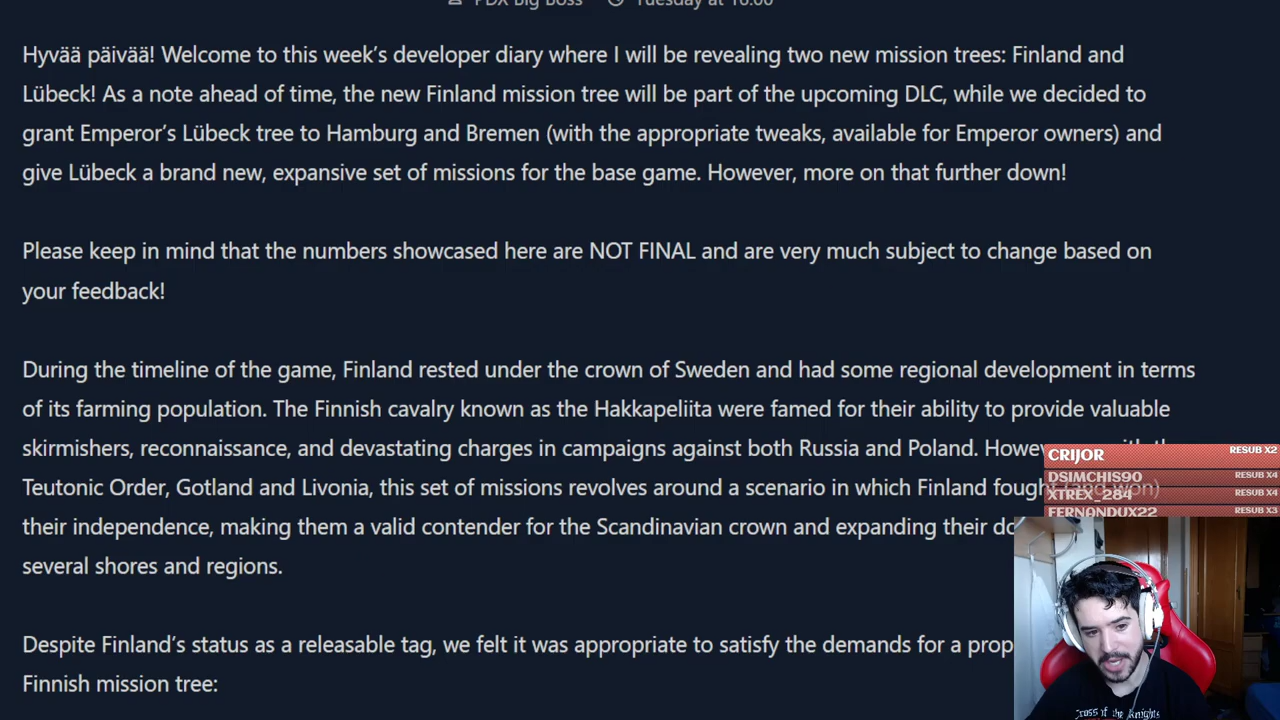 PDX Big Boss Tuesday at 16:00
Hyvää päivää! Welcome to this week's developer diary where I will be revealing two new mission trees: Finland and
Lübeck! As a note ahead of time, the new Finland mission tree will be part of the upcoming DLC, while we decided to
grant Emperor's Lübeck tree to Hamburg and Bremen (with the appropriate tweaks, available for Emperor owners) and
give Lübeck a brand new, expansive set of missions for the base game. However, more on that further down!
Please keep in mind that the numbers showcased here are NOT FINAL and are very much subject to change based on
your feedback!
During the timeline of the game, Finland rested under the crown of Sweden and had some regional development in terms
of its farming population. The Finnish cavalry known as the Hakkapeliita were famed for their ability to provide valuable
skirmishers, reconnaissance, and devastating charges in campaigns against both Russia and Poland.
Teutonic Order, Gotland and Livonia, this set of missions revolves around a scenario in which Finland fought (and won)
their independence, making them a valid contender for the Scandinavian crown and expanding their
several shores and regions.
Despite Finland's status as a releasable tag, we felt it was appropriate to satisfy the demands for a
Finnish mission tree:
CRIJOR RESUB X2
DSIMCHIS90 RESUB X4
XTREX_284 RESUB X4
FERNANDUX22 RESUB X3
Cross of the Knights